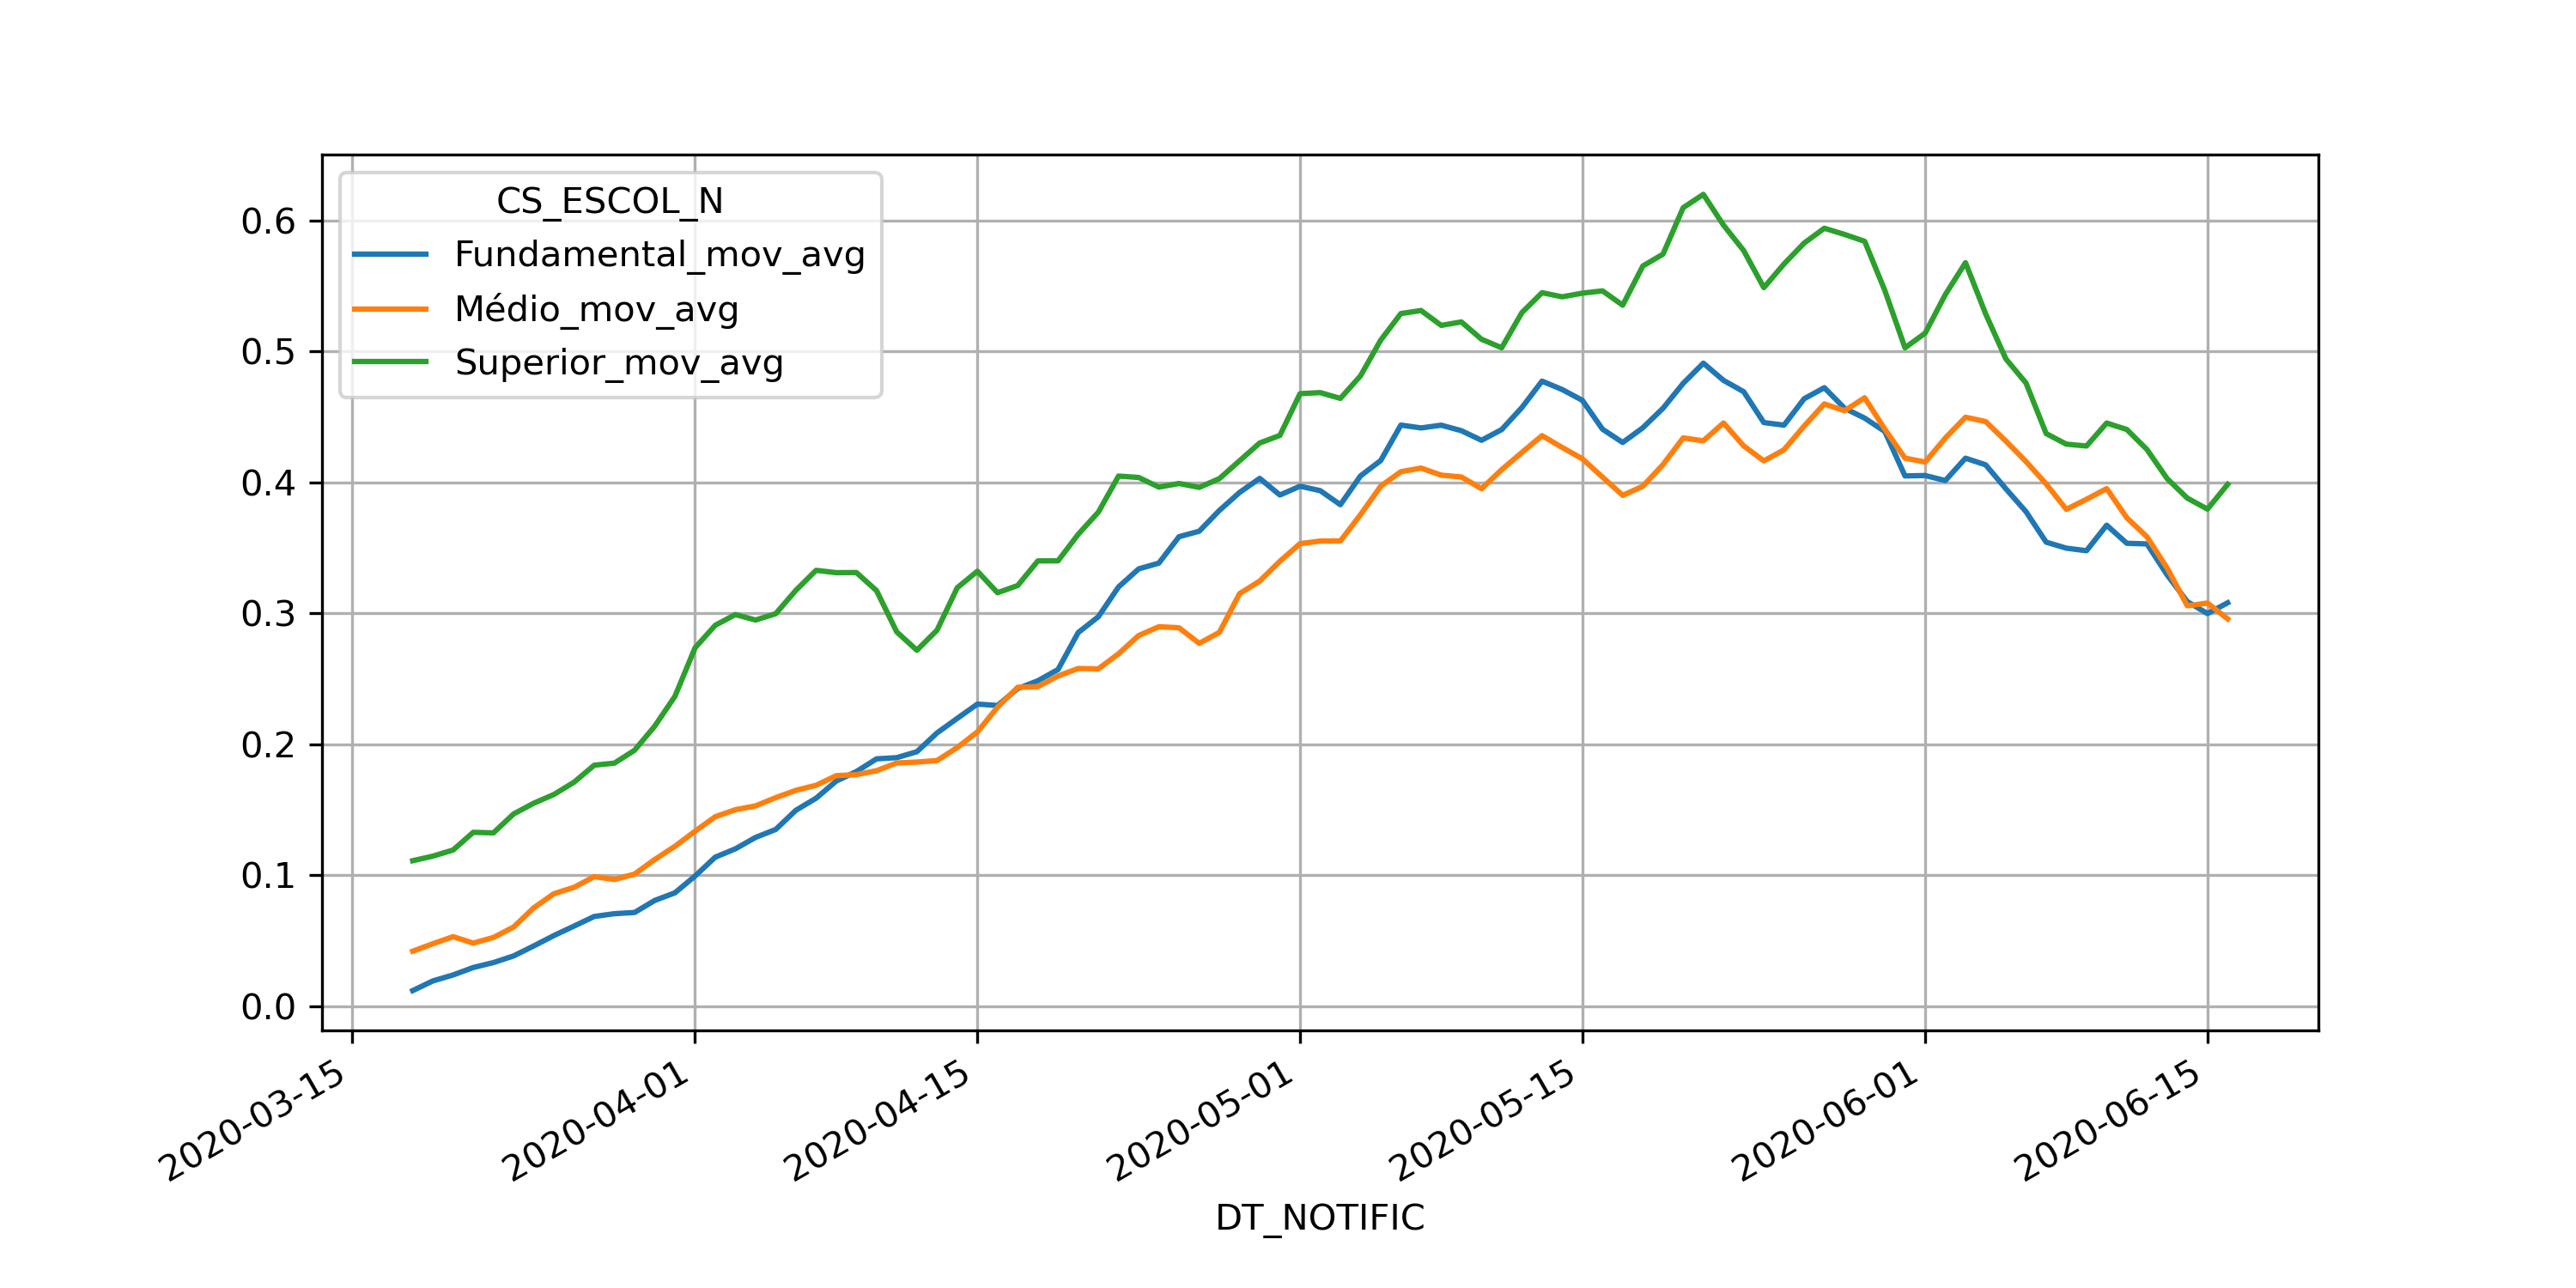 CS_ESCOL_N
Fundamental_mov_avg
Médio_mov_avg
Superior_mov_avg
0.6
0.5
0.4
0.3
0.2
0.1
0.0
2020-03-15
2020-04-01
2020-04-15
2020-05-01
2020-05-15
2020-06-01
2020-06-15
DT_NOTIFIC